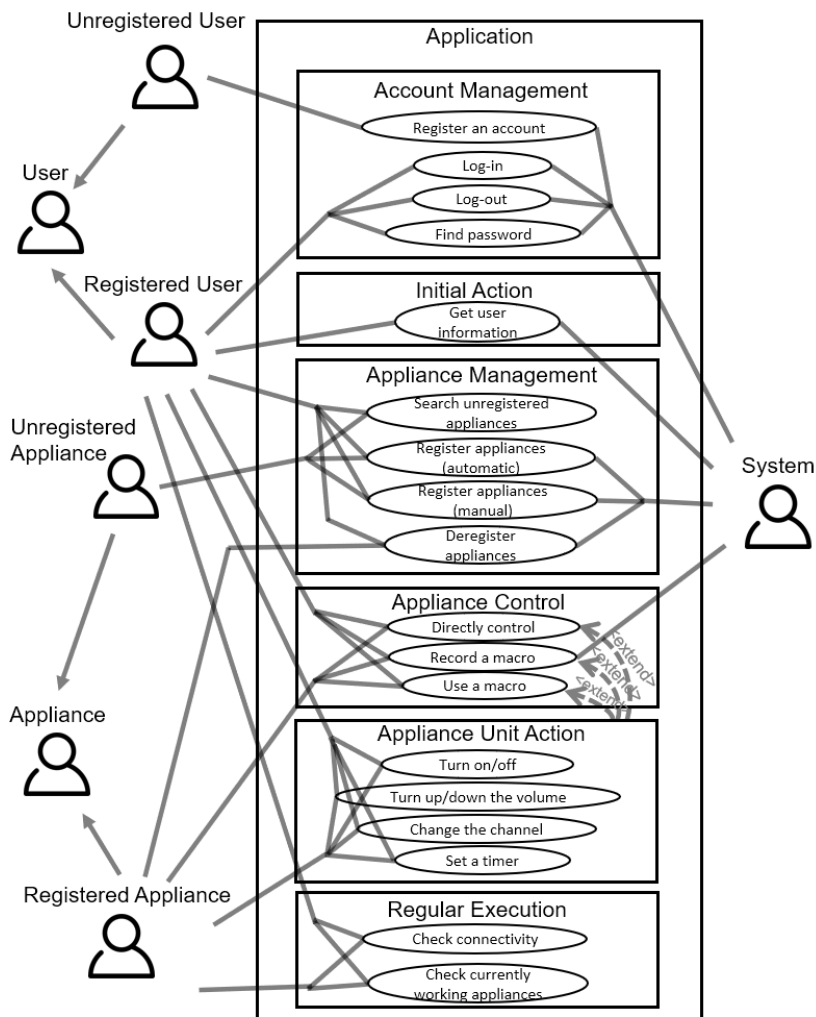 Unregistered User
Application
Account Management
Register an account
Log-in
User
Log-out
Find password
Registered User
Initial Action
Get user
information
Appliance Management
Search unregistered
appliances
Unregistered
Appliance
Register appliances
(automatic)
System
Register appliances
(manual)
Deregister
appliances
Appliance Control
Directly control
<extend>
Record a macro
<extend>
Use a macro
<extend>
Appliance
Appliance Unit Action
Turn on/off
Turn up/down the volume
Change the channel
Set a timer
Registered Appliance
Regular Execution
Check connectivity
Check currently
working appliances